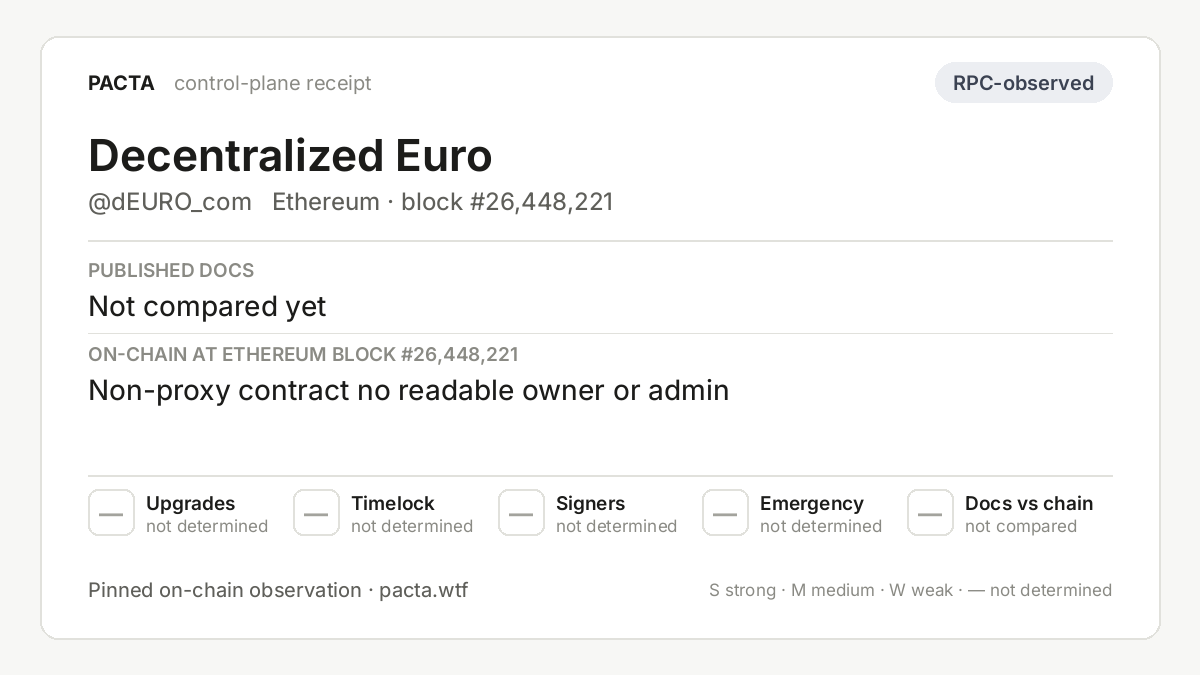 PACTA control-plane receipt RPC-observed
Decentralized Euro
@dEURO_com Ethereum · block #26,448,221
PUBLISHED DOCS
Not compared yet
ON-CHAIN AT ETHEREUM BLOCK #26,448,221
Non-proxy contract no readable owner or admin
— Upgrades — Timelock — Signers — Emergency — Docs vs chain
not determined not determined not determined not determined not compared
Pinned on-chain observation · pacta.wtf S strong · M medium · W weak · — not determined